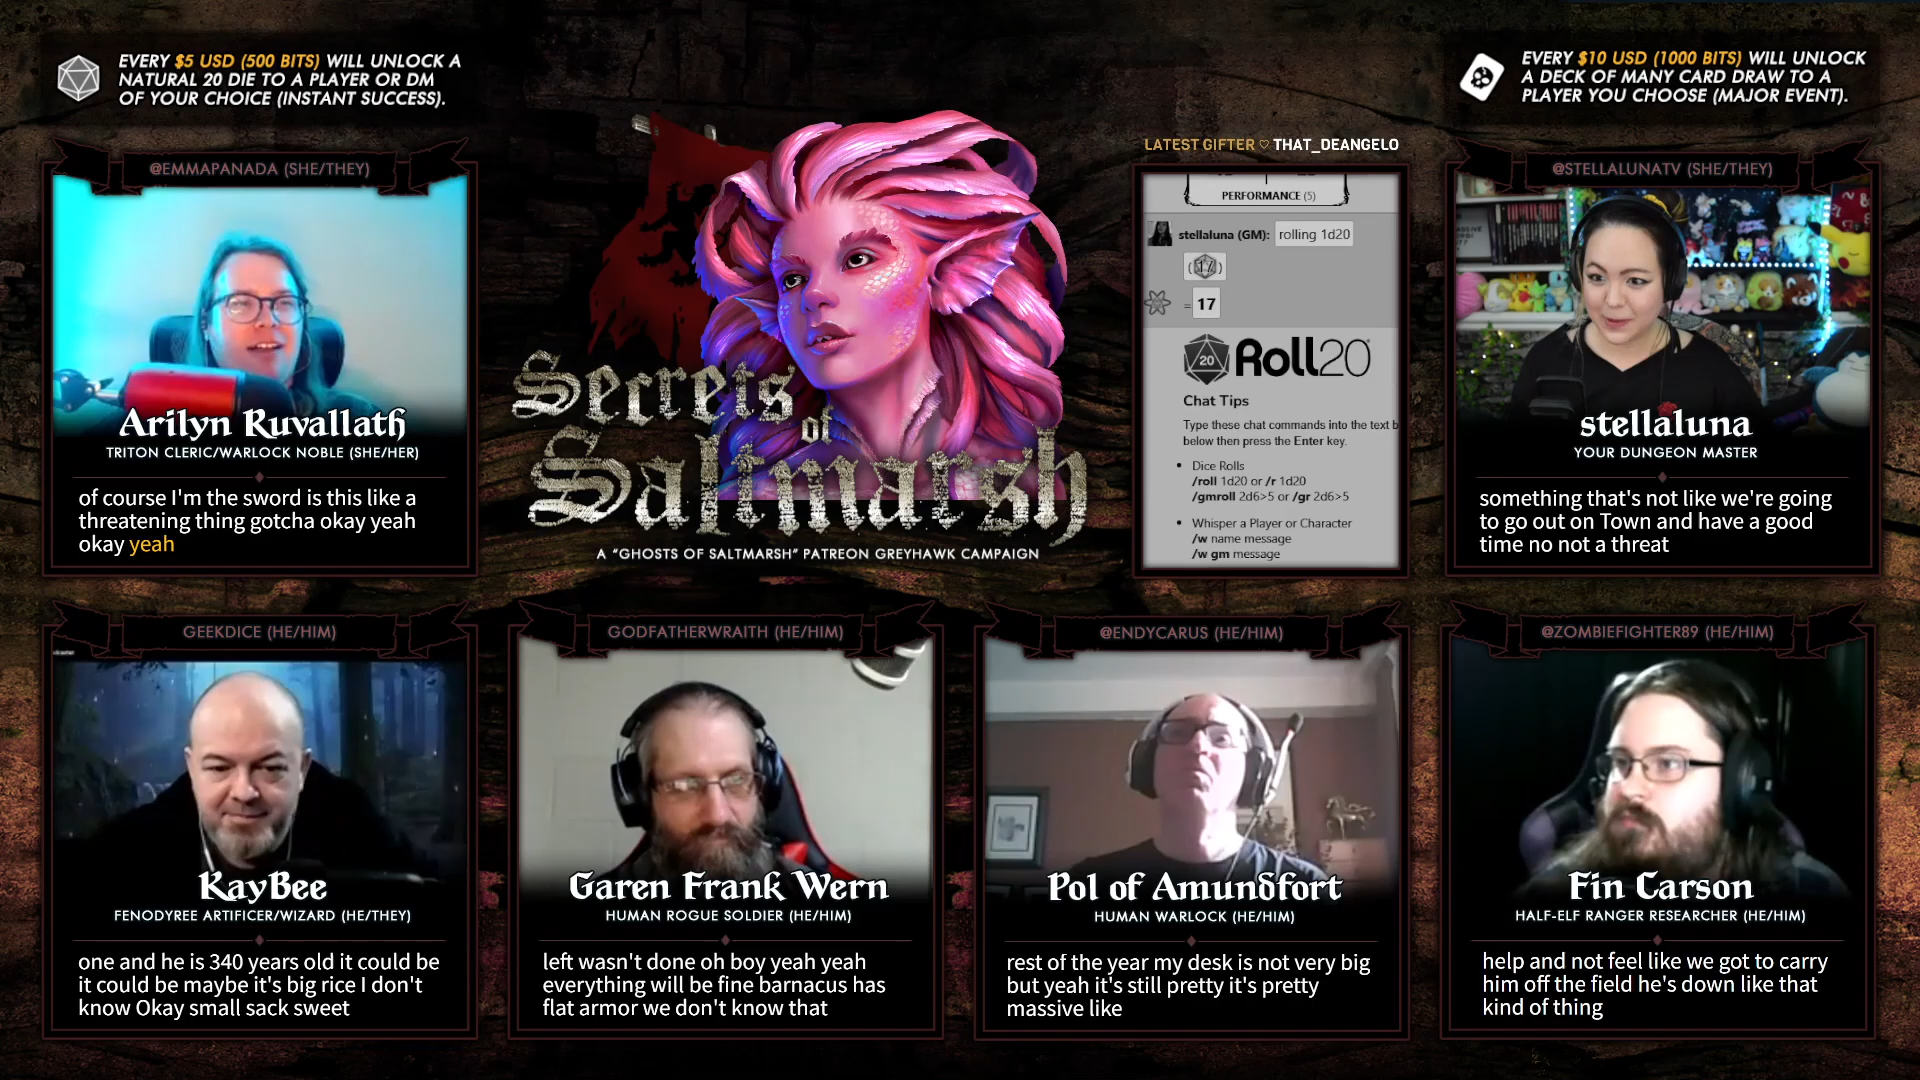 EVERY $5 USD (500 BITS) WILL UNLOCK A
NATURAL 20 DIE TO A PLAYER OR DM
OF YOUR CHOICE (INSTANT SUCCESS).
EVERY $10 USD (1000 BITS) WILL UNLOCK
A DECK OF MANY CARD DRAW TO A
PLAYER YOU CHOOSE (MAJOR EVENT).
@EMMAPANADA (SHE/THEY)
Arilyn Ruvallath
TRITON CLERIC/WARLOCK NOBLE (SHE/HER)
of course I'm the sword is this like a
threatening thing gotcha okay yeah
okay yeah
Secrets
of
Saltmarsh
A "GHOSTS OF SALTMARSH" PATREON GREYHAWK CAMPAIGN
LATEST GIFTER ♡ THAT_DEANGELO
PERFORMANCE (5)
stellaluna (GM): rolling 1d20
(17)
= 17
20 Roll20
Chat Tips
Type these chat commands into the text b
below then press the Enter key.
• Dice Rolls
/roll 1d20 or /r 1d20
/gmroll 2d6>5 or /gr 2d6>5
• Whisper a Player or Character
/w name message
/w gm message
@STELLALUNATV (SHE/THEY)
stellaluna
YOUR DUNGEON MASTER
something that's not like we're going
to go out on Town and have a good
time no not a threat
GEEKDICE (HE/HIM)
KayBee
FENODYREE ARTIFICER/WIZARD (HE/THEY)
one and he is 340 years old it could be
it could be maybe it's big rice I don't
know Okay small sack sweet
GODFATHERWRAITH (HE/HIM)
Garen Frank Wern
HUMAN ROGUE SOLDIER (HE/HIM)
left wasn't done oh boy yeah yeah
everything will be fine barnacus has
flat armor we don't know that
@ENDYCARUS (HE/HIM)
Pol of Amundfort
HUMAN WARLOCK (HE/HIM)
rest of the year my desk is not very big
but yeah it's still pretty it's pretty
massive like
@ZOMBIEFIGHTER89 (HE/HIM)
Fin Carson
HALF-ELF RANGER RESEARCHER (HE/HIM)
help and not feel like we got to carry
him off the field he's down like that
kind of thing